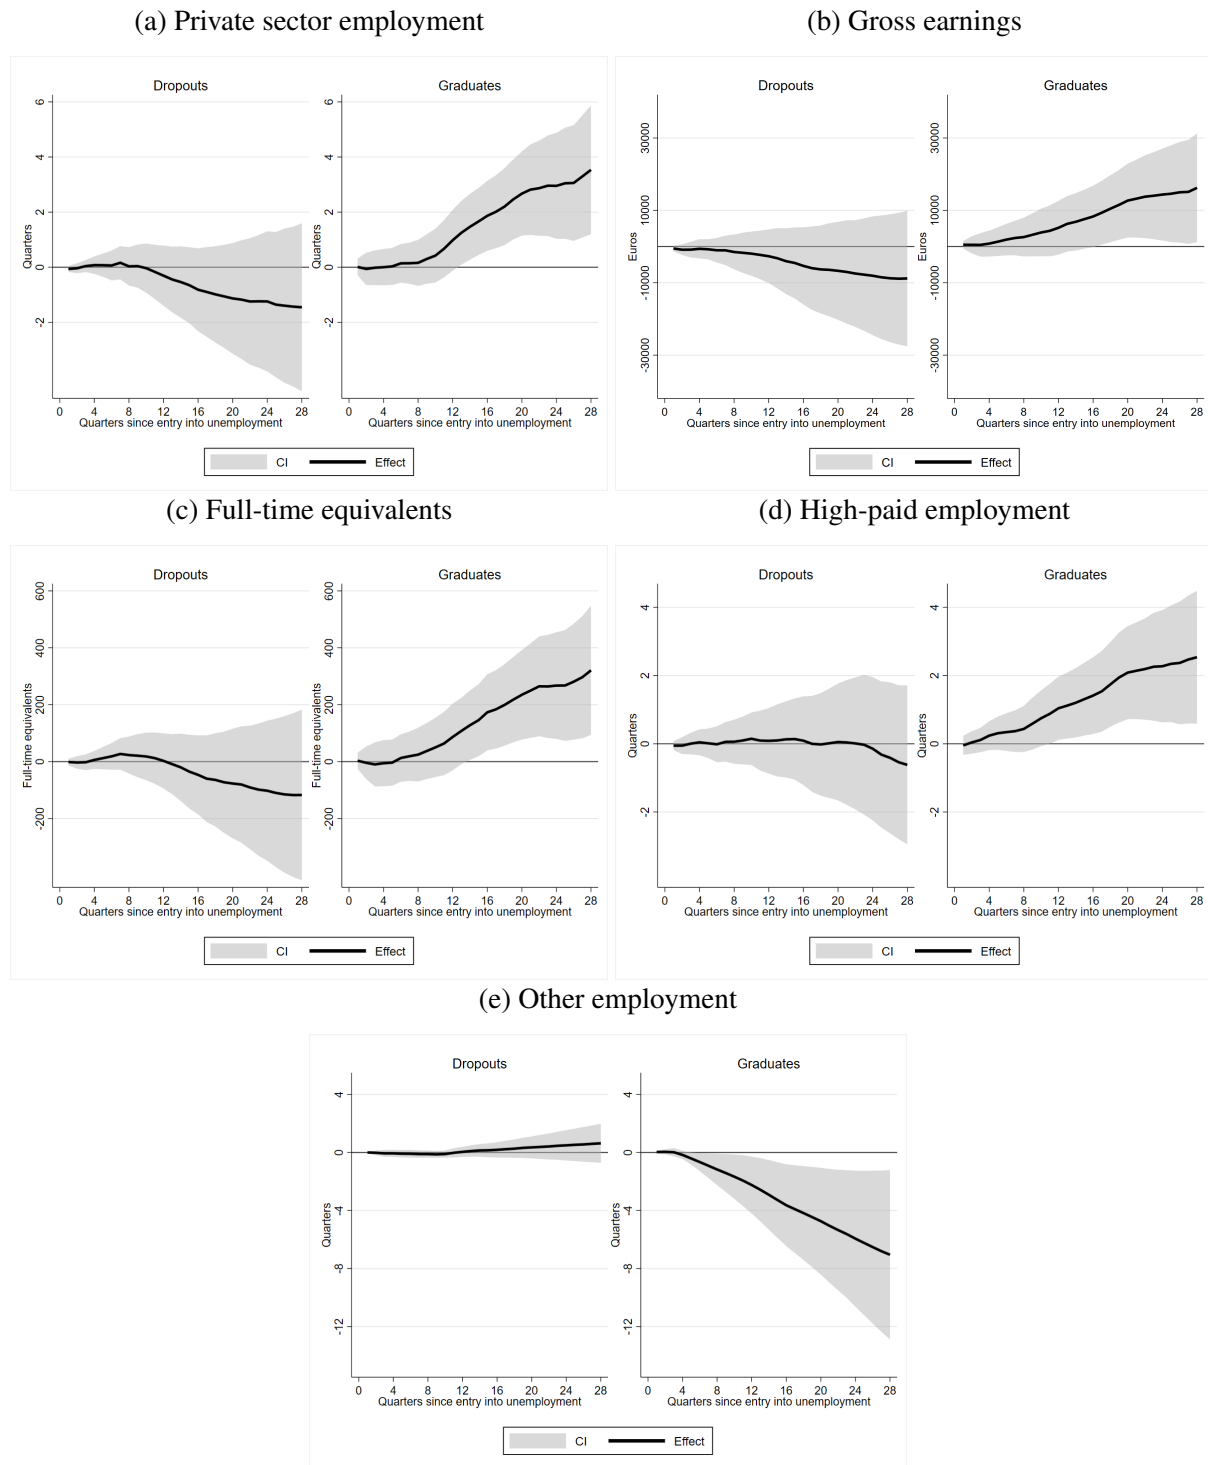 (a) Private sector employment
Dropouts
Graduates
Quarters
6
4
2
0
-2
Quarters
6
4
2
0
-2
0 4 8 12 16 20 24 28
Quarters since entry into unemployment
0 4 8 12 16 20 24 28
Quarters since entry into unemployment
CI Effect
(b) Gross earnings
Dropouts
Graduates
Euros
30000
10000
-10000
-30000
Euros
30000
10000
-10000
-30000
0 4 8 12 16 20 24 28
Quarters since entry into unemployment
0 4 8 12 16 20 24 28
Quarters since entry into unemployment
CI Effect
(c) Full-time equivalents
Dropouts
Graduates
Full-time equivalents
600
400
200
0
-200
Full-time equivalents
600
400
200
0
-200
0 4 8 12 16 20 24 28
Quarters since entry into unemployment
0 4 8 12 16 20 24 28
Quarters since entry into unemployment
CI Effect
(d) High-paid employment
Dropouts
Graduates
Quarters
4
2
0
-2
Quarters
4
2
0
-2
0 4 8 12 16 20 24 28
Quarters since entry into unemployment
0 4 8 12 16 20 24 28
Quarters since entry into unemployment
CI Effect
(e) Other employment
Dropouts
Graduates
Quarters
4
0
-4
-8
-12
Quarters
4
0
-4
-8
-12
0 4 8 12 16 20 24 28
Quarters since entry into unemployment
0 4 8 12 16 20 24 28
Quarters since entry into unemployment
CI Effect